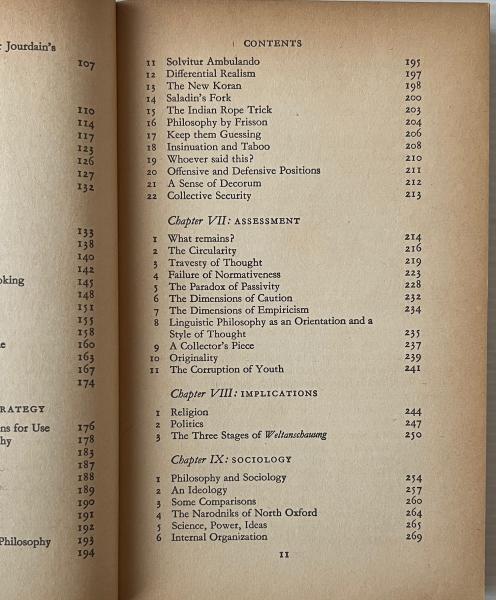 r Jourdain's
107
110
114
117
123
126
127
132
133
138
140
142
oking 145
148
151
155
158
e 160
163
167
174
RATEGY
ns for Use 176
hy 178
183
187
188
189
190
191
192
Philosophy 193
194
CONTENTS
11 Solvitur Ambulando 195
12 Differential Realism 197
13 The New Koran 198
14 Saladin's Fork 200
15 The Indian Rope Trick 203
16 Philosophy by Frisson 204
17 Keep them Guessing 206
18 Insinuation and Taboo 208
19 Whoever said this? 210
20 Offensive and Defensive Positions 211
21 A Sense of Decorum 212
22 Collective Security 213
Chapter VII: ASSESSMENT
1 What remains? 214
2 The Circularity 216
3 Travesty of Thought 219
4 Failure of Normativeness 223
5 The Paradox of Passivity 228
6 The Dimensions of Caution 232
7 The Dimensions of Empiricism 234
8 Linguistic Philosophy as an Orientation and a
Style of Thought 235
9 A Collector's Piece 237
10 Originality 239
11 The Corruption of Youth 241
Chapter VIII: IMPLICATIONS
1 Religion 244
2 Politics 247
3 The Three Stages of Weltanschauung 250
Chapter IX: SOCIOLOGY
1 Philosophy and Sociology 254
2 An Ideology 257
3 Some Comparisons 260
4 The Narodniks of North Oxford 264
5 Science, Power, Ideas 265
6 Internal Organization 269
11